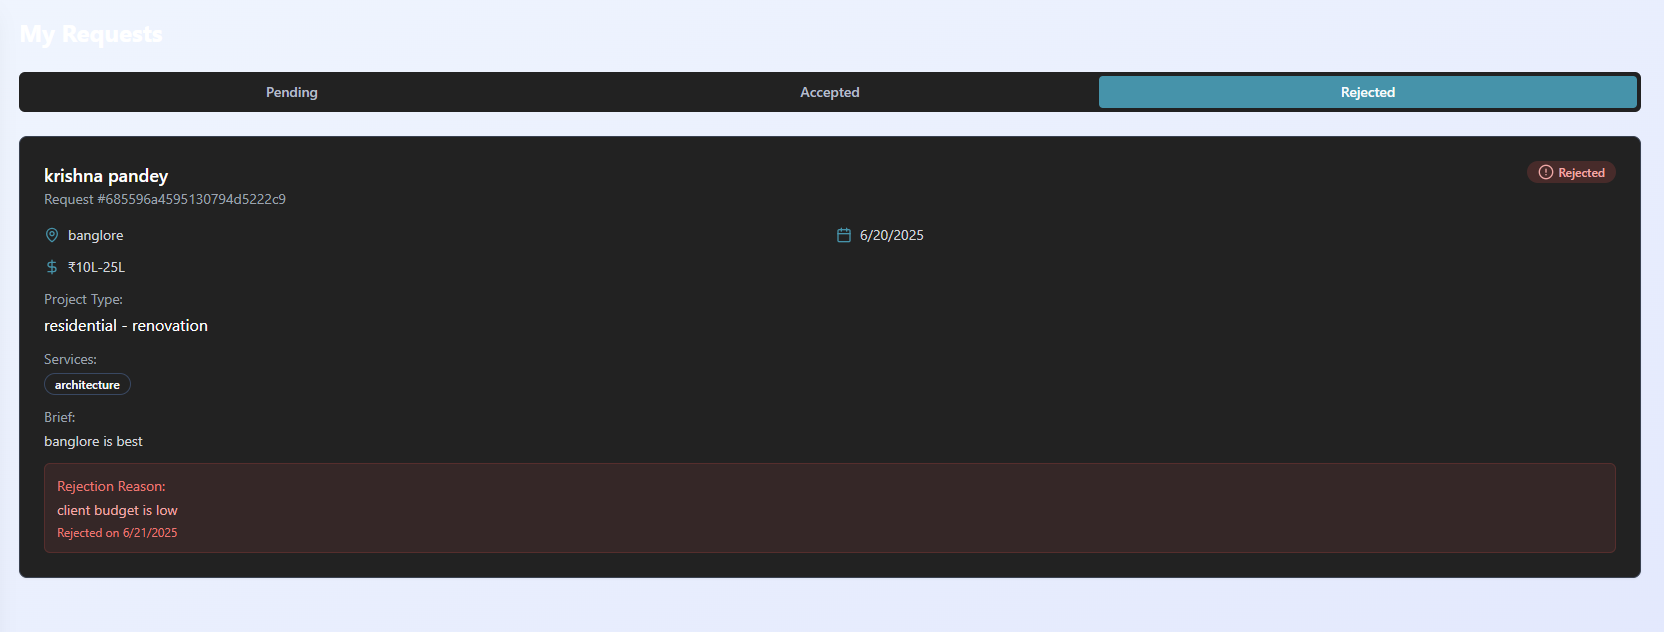 My Requests
Pending Accepted Rejected
krishna pandey
Rejected
Request #685596a4595130794d5222c9
banglore 6/20/2025
₹10L-25L
Project Type:
residential - renovation
Services:
architecture
Brief:
banglore is best
Rejection Reason:
client budget is low
Rejected on 6/21/2025